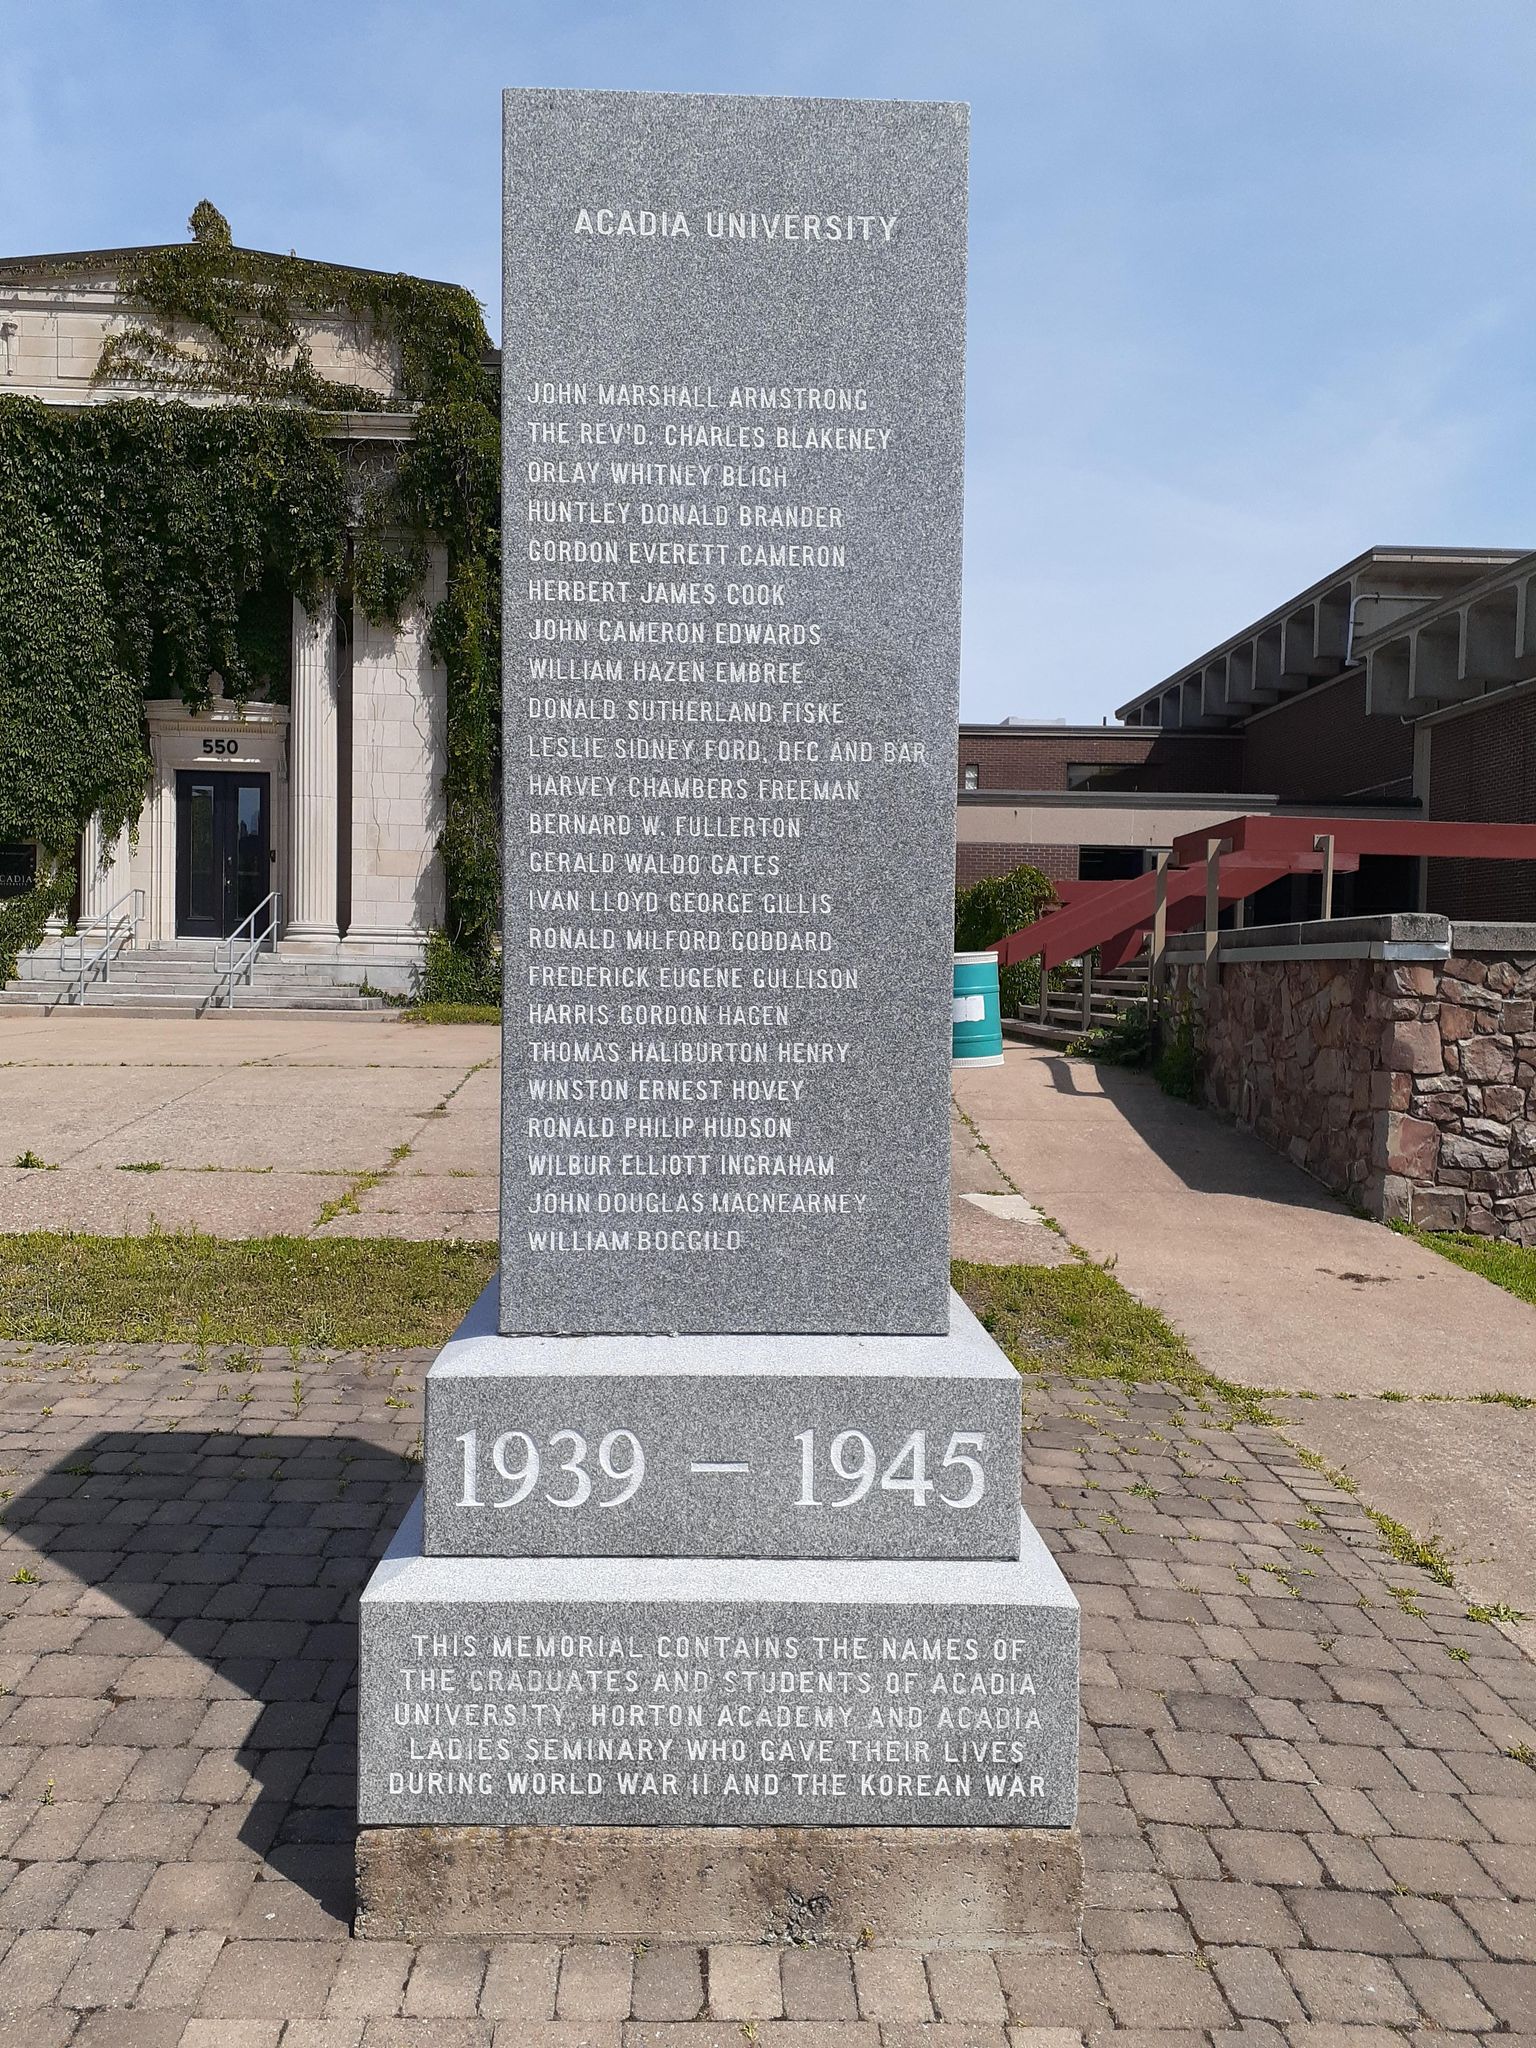 ACADIA UNIVERSITY
JOHN MARSHALL ARMSTRONG
THE REV'D. CHARLES BLAKENEY
ORLAY WHITNEY BLIGH
HUNTLEY DONALD BRANDER
GORDON EVERETT CAMERON
HERBERT JAMES COOK
JOHN CAMERON EDWARDS
WILLIAM HAZEN EMBREE
DONALD SUTHERLAND FISKE
LESLIE SIDNEY FORD, DFC AND BAR
HARVEY CHAMBERS FREEMAN
BERNARD W. FULLERTON
GERALD WALDO GATES
IVAN LLOYD GEORGE GILLIS
RONALD MILFORD GODDARD
FREDERICK EUGENE GULLISON
HARRIS GORDON HAGEN
THOMAS HALIBURTON HENRY
WINSTON ERNEST HOVEY
RONALD PHILIP HUDSON
WILBUR ELLIOTT INGRAHAM
JOHN DOUGLAS MACNEARNEY
WILLIAM BOGGILD
1939 — 1945
THIS MEMORIAL CONTAINS THE NAMES OF
THE GRADUATES AND STUDENTS OF ACADIA
UNIVERSITY, HORTON ACADEMY AND ACADIA
LADIES SEMINARY WHO GAVE THEIR LIVES
DURING WORLD WAR II AND THE KOREAN WAR
550